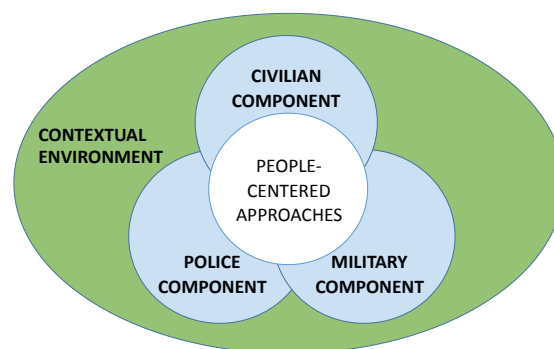 CIVILIAN
COMPONENT
CONTEXTUAL
ENVIRONMENT
PEOPLE-
CENTERED
APPROACHES
POLICE
COMPONENT
MILITARY
COMPONENT